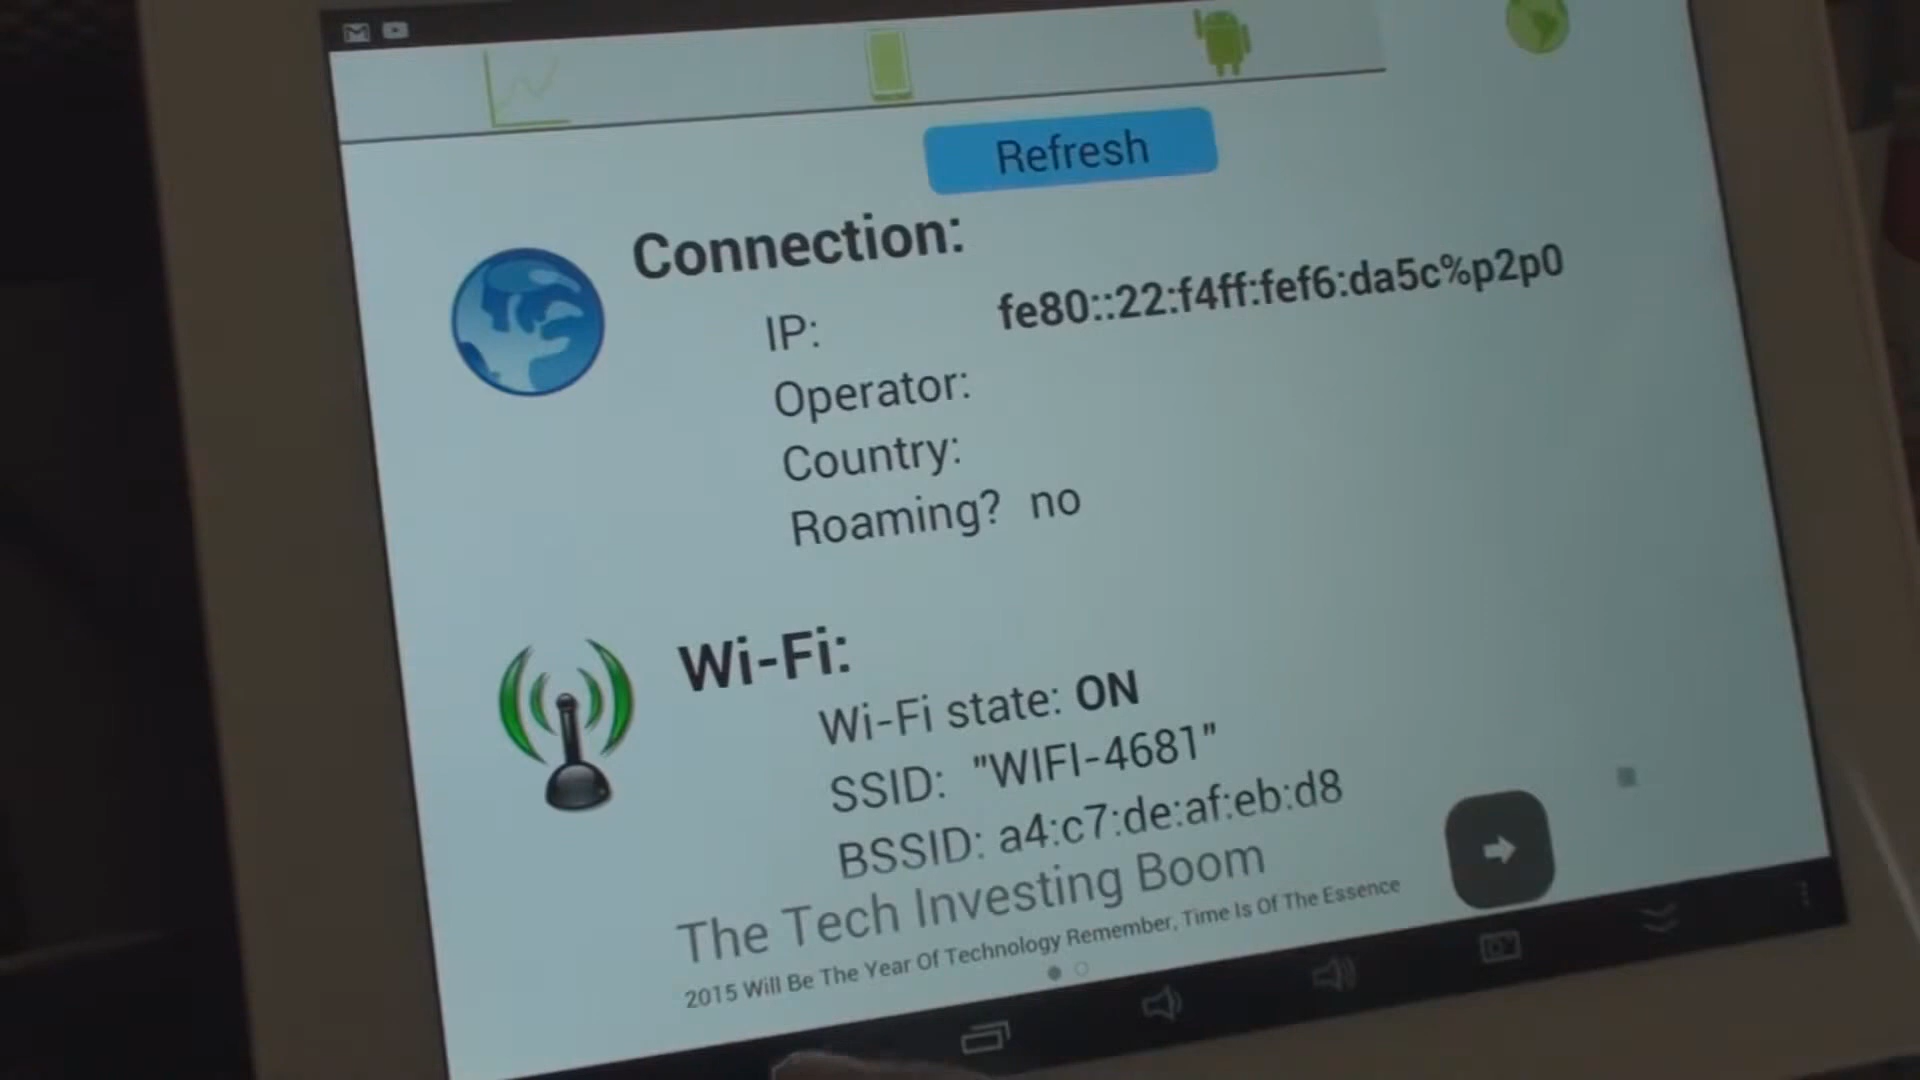 Refresh
Connection:
IP: fe80::22:f4ff:fef6:da5c%p2p0
Operator:
Country:
Roaming? no
Wi-Fi:
Wi-Fi state: ON
SSID: "WIFI-4681"
BSSID: a4:c7:de:af:eb:d8
The Tech Investing Boom
2015 Will Be The Year Of Technology Remember, Time Is Of The Essence